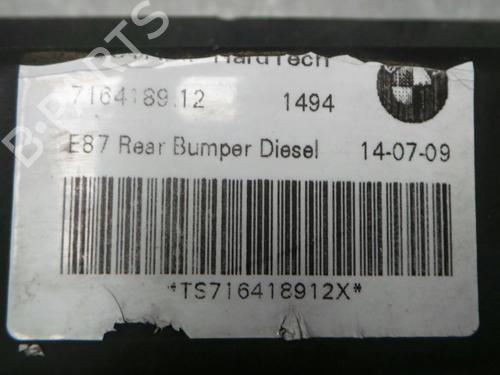 HardTech
7164189.12 1494
E87 Rear Bumper Diesel 14-07-09
*TS716418912X*
B-PARTS